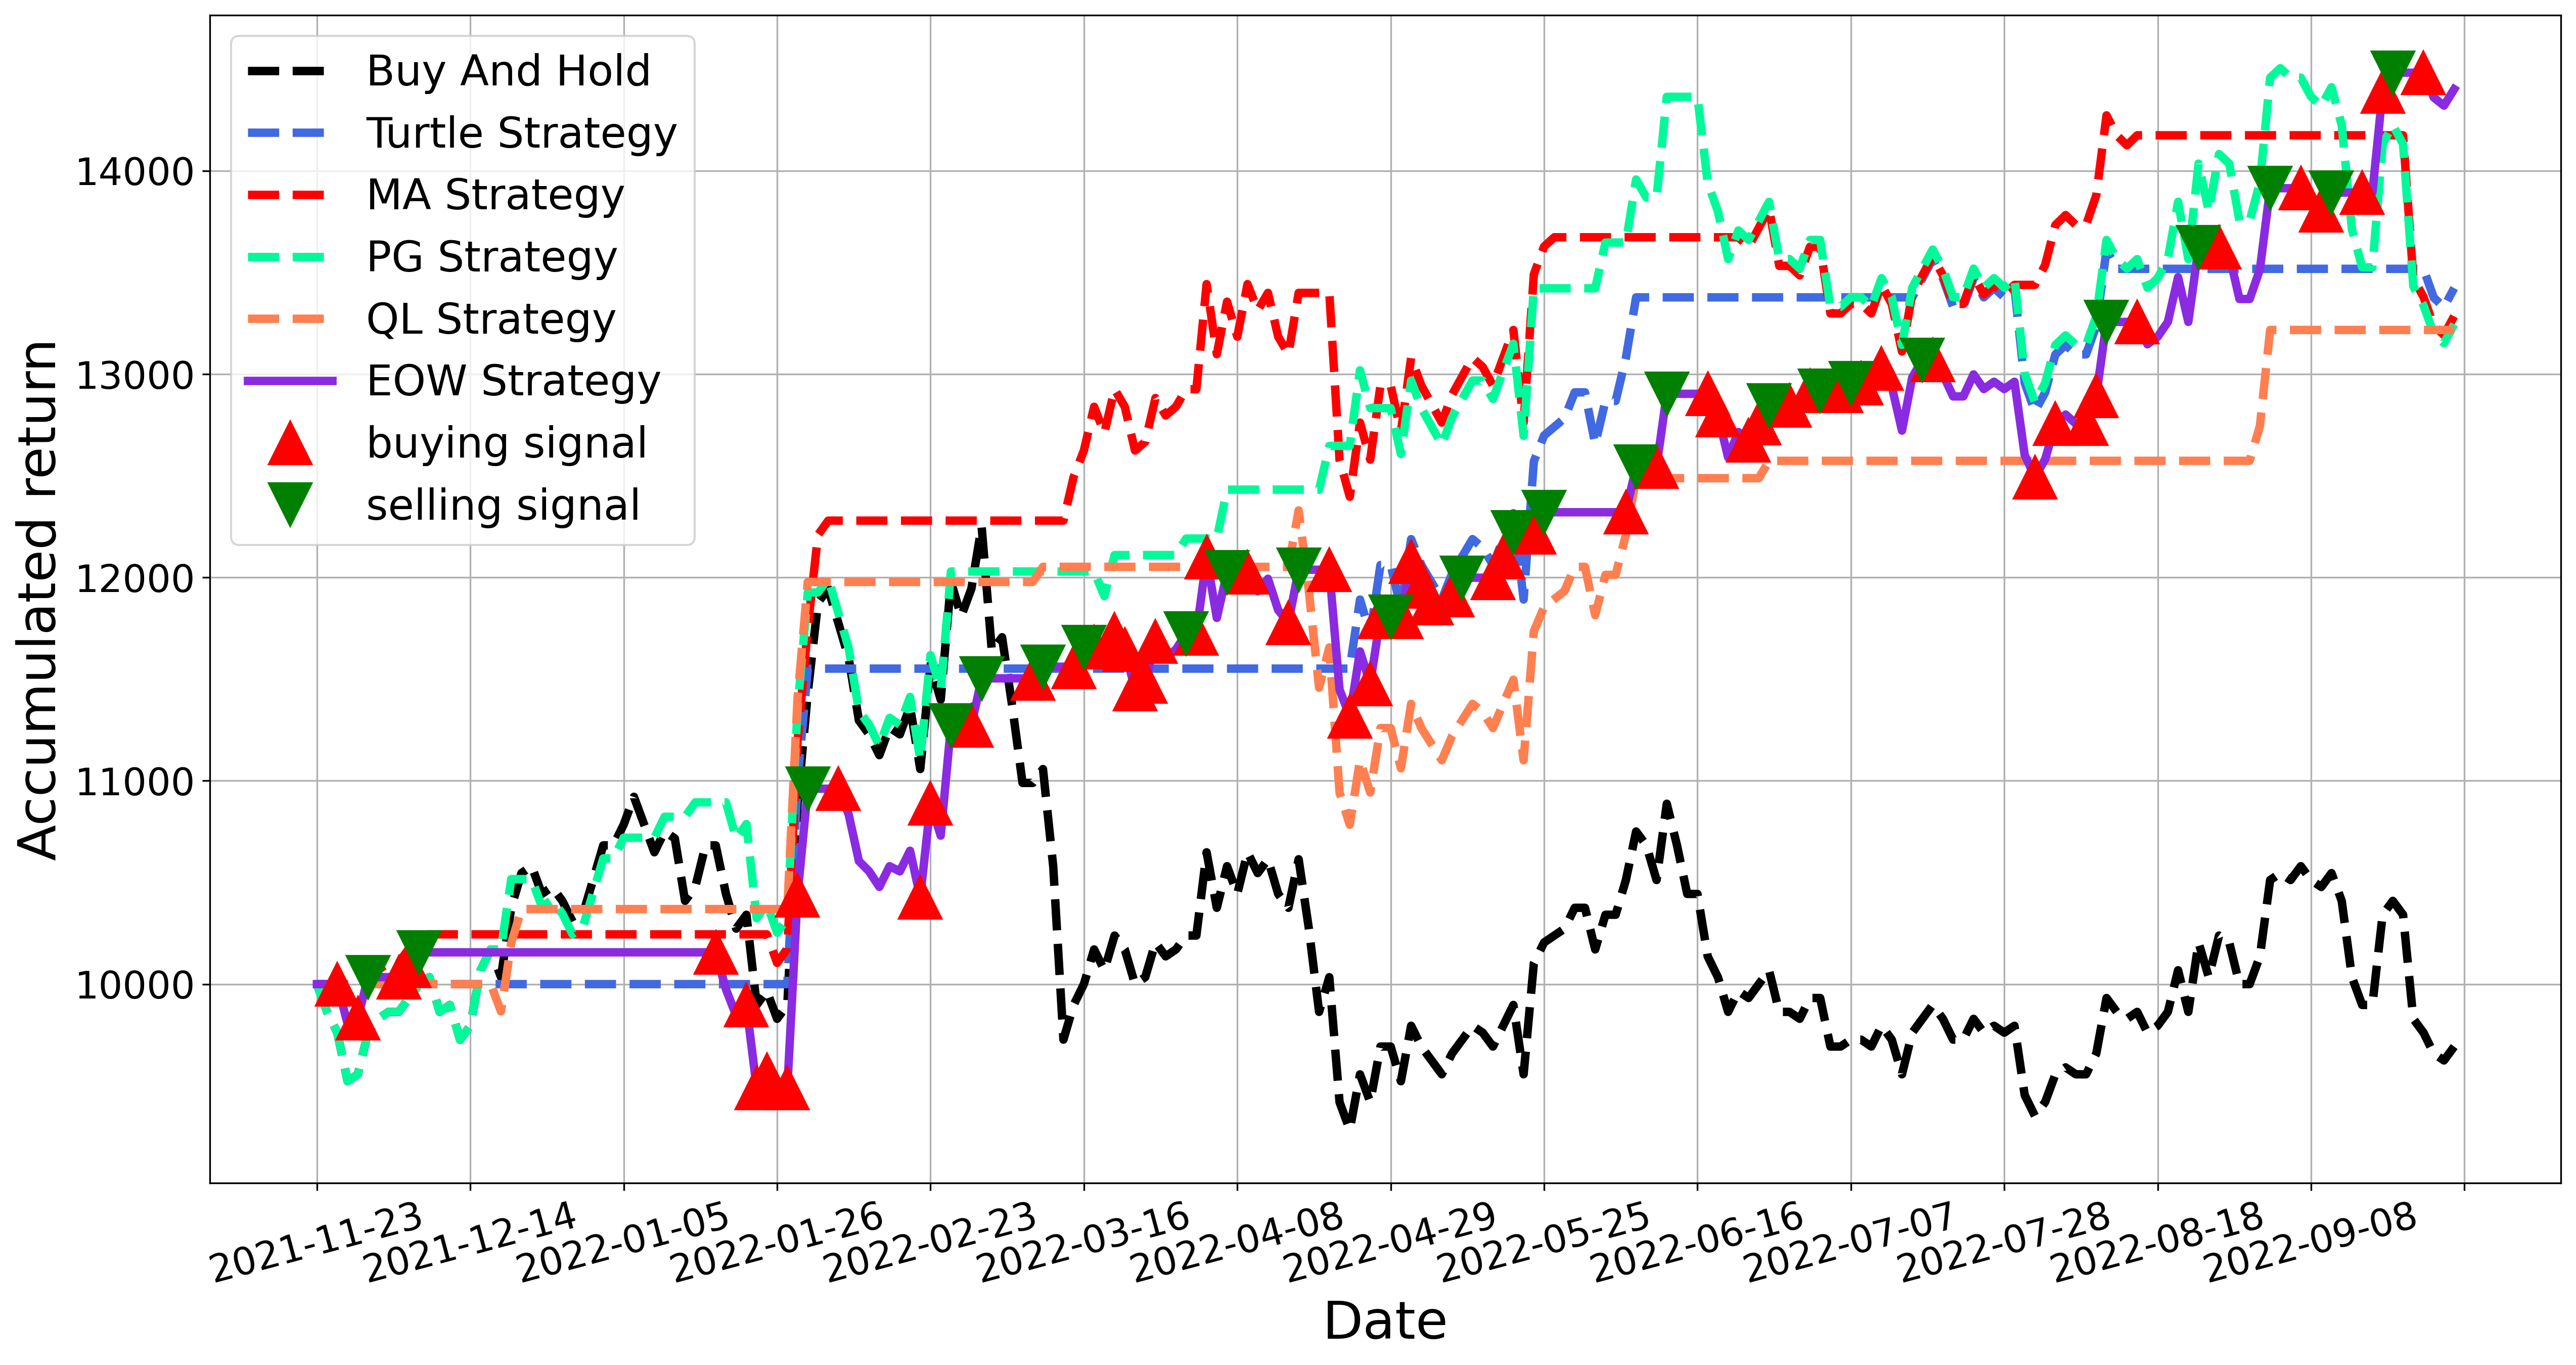 Buy And Hold
Turtle Strategy
MA Strategy
PG Strategy
QL Strategy
EOW Strategy
buying signal
selling signal
Accumulated return
14000
13000
12000
11000
10000
2021-11-23
2021-12-14
2022-01-05
2022-01-26
2022-02-23
2022-03-16
2022-04-08
2022-04-29
2022-05-25
2022-06-16
2022-07-07
2022-07-28
2022-08-18
2022-09-08
Date